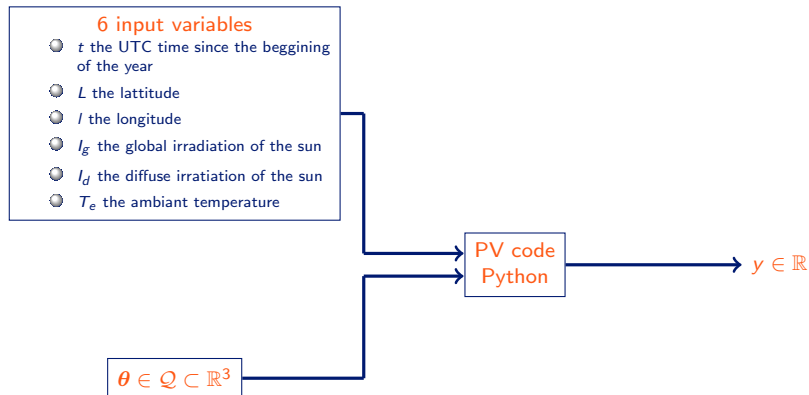 6 input variables
t the UTC time since the beggining
of the year
L the lattitude
l the longitude
I_g the global irradiation of the sun
I_d the diffuse irratiation of the sun
T_e the ambiant temperature
PV code
Python
y ∈ ℝ
θ ∈ 𝒬 ⊂ ℝ³